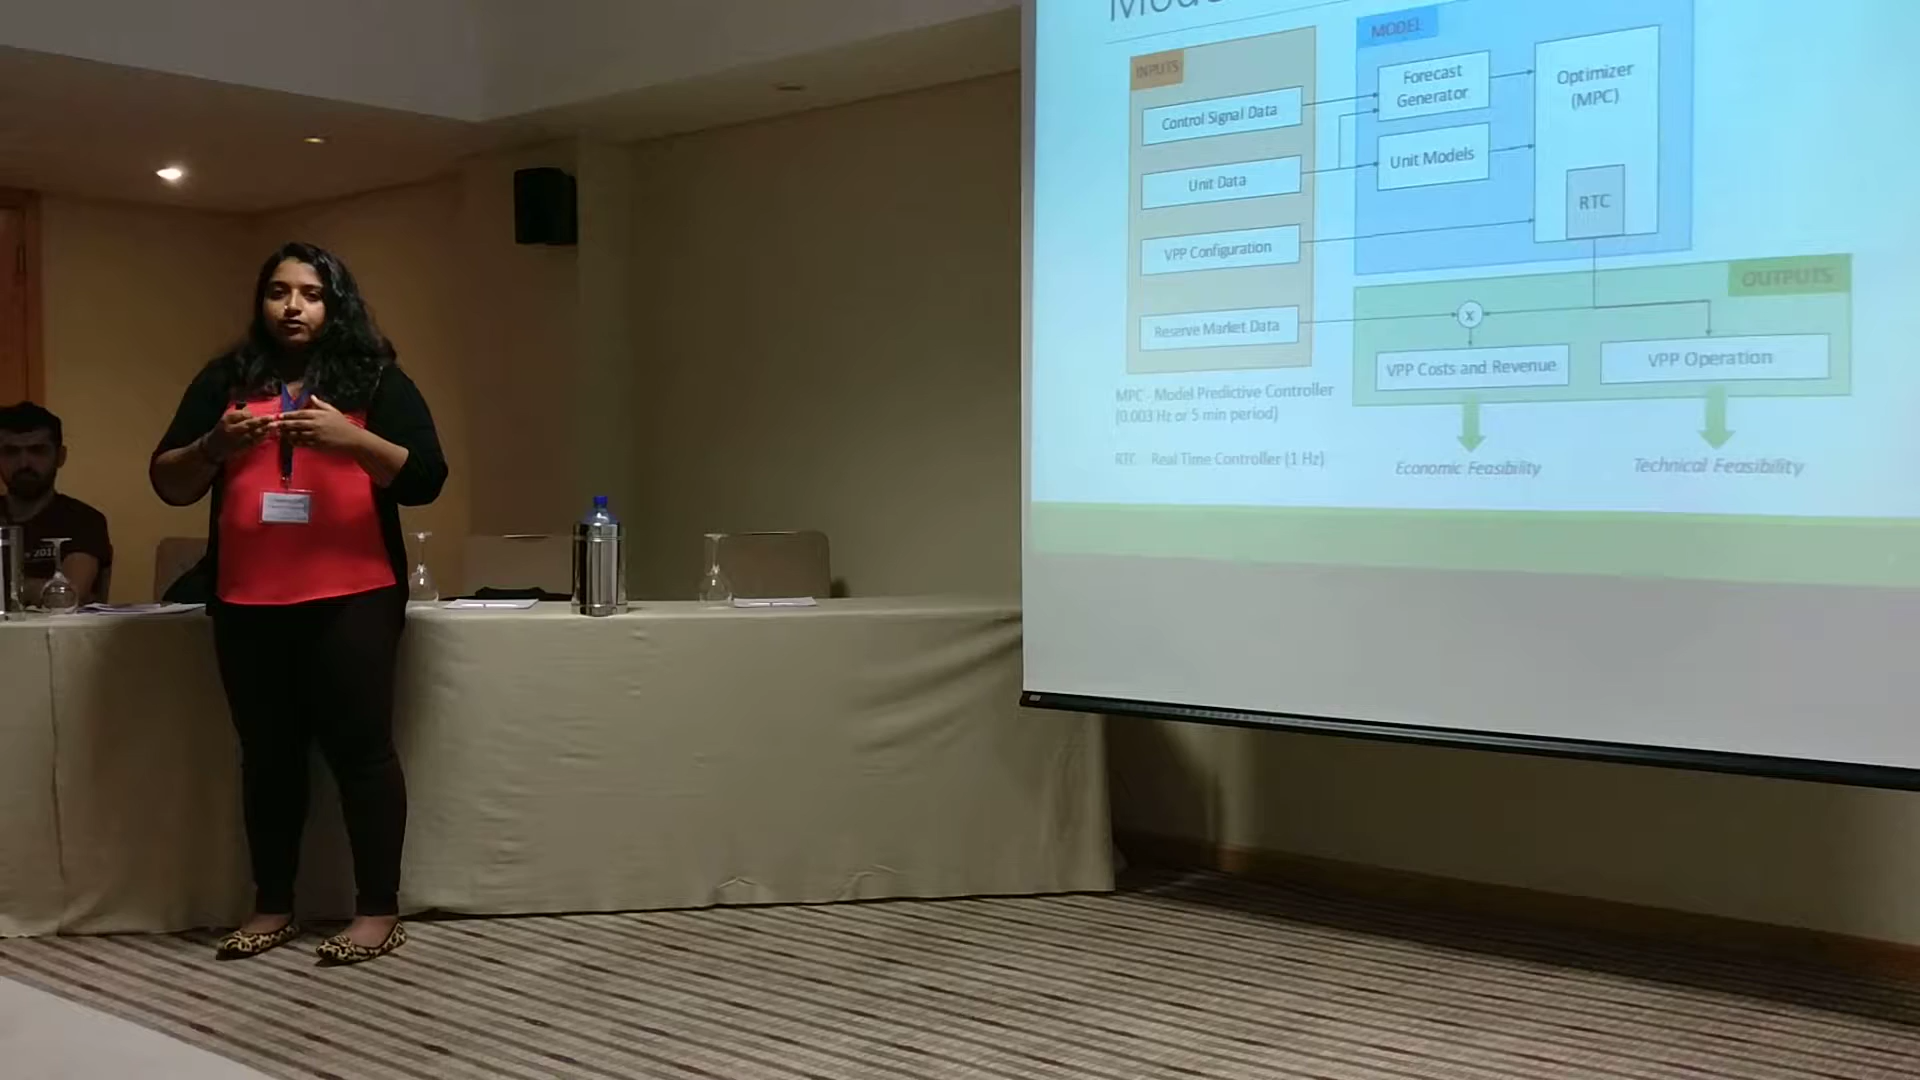 INPUTS
Control Signal Data
Unit Data
VPP Configuration
Reserve Market Data
MODEL
Forecast
Generator
Unit Models
Optimizer
(MPC)
RTC
OUTPUTS
x
VPP Costs and Revenue
VPP Operation
MPC - Model Predictive Controller
(0.003 Hz or 5 min period)
RTC - Real Time Controller (1 Hz)
Economic Feasibility
Technical Feasibility